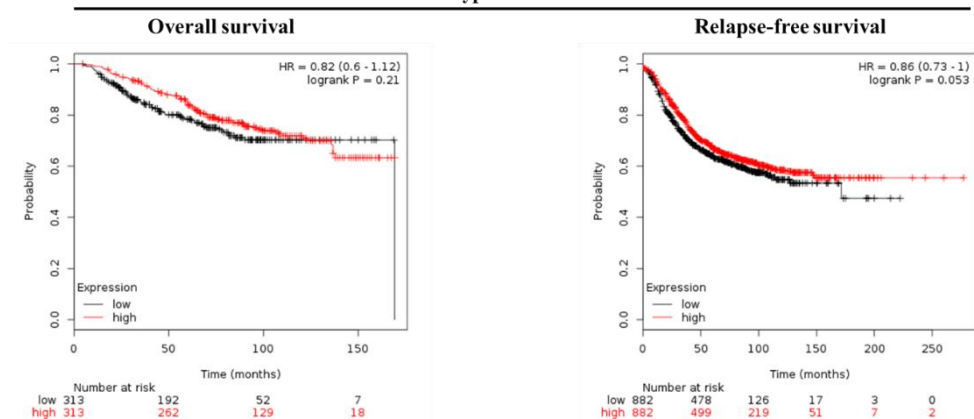 Overall survival
Relapse-free survival
HR = 0.82 (0.6 - 1.12)
logrank P = 0.21
Probability
1.0
0.8
0.6
0.4
0.2
0.0
Expression
low
high
0 50 100 150
Time (months)
Number at risk
low 313 192 52 7
high 313 262 129 18
HR = 0.86 (0.73 - 1)
logrank P = 0.053
Probability
1.0
0.8
0.6
0.4
0.2
0.0
Expression
low
high
0 50 100 150 200 250
Time (months)
Number at risk
low 882 478 126 17 3 0
high 882 499 219 51 7 2